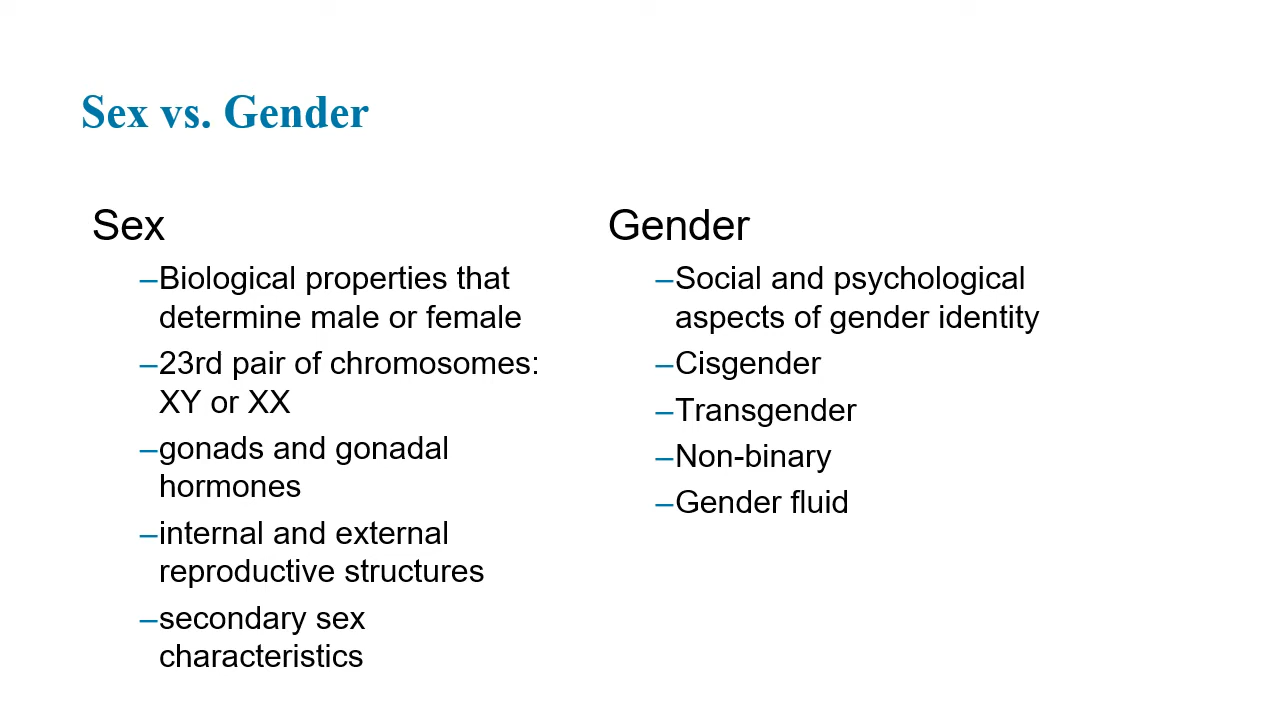 Sex vs. Gender
Sex
–Biological properties that
determine male or female
–23rd pair of chromosomes:
XY or XX
–gonads and gonadal
hormones
–internal and external
reproductive structures
–secondary sex
characteristics
Gender
–Social and psychological
aspects of gender identity
–Cisgender
–Transgender
–Non-binary
–Gender fluid